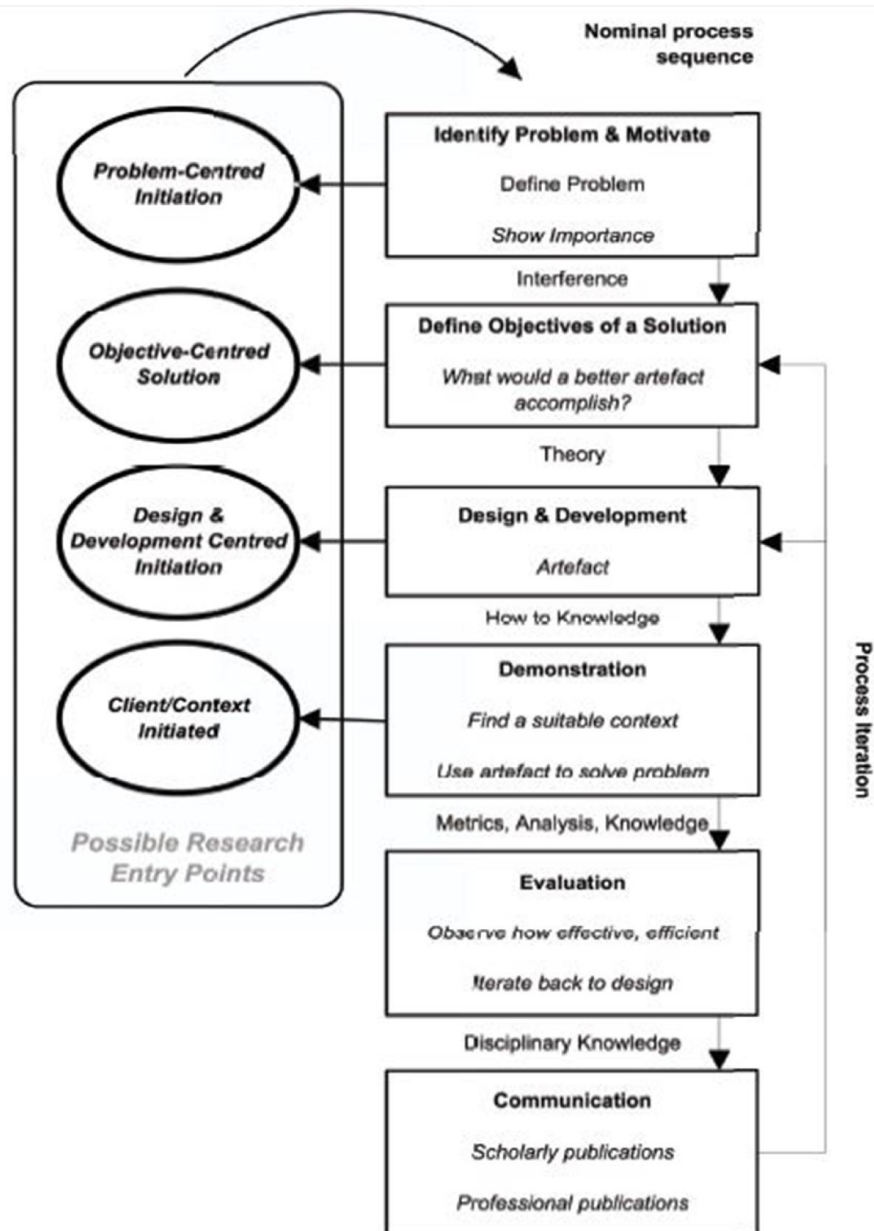 Nominal process
sequence
Problem-Centred
Initiation
Objective-Centred
Solution
Design &
Development Centred
Initiation
Client/Context
Initiated
Possible Research
Entry Points
Identify Problem & Motivate
Define Problem
Show Importance
Interference
Define Objectives of a Solution
What would a better artefact
accomplish?
Theory
Design & Development
Artefact
How to Knowledge
Demonstration
Find a suitable context
Use artefact to solve problem
Metrics, Analysis, Knowledge
Evaluation
Observe how effective, efficient
Iterate back to design
Disciplinary Knowledge
Communication
Scholarly publications
Professional publications
Process Iteration